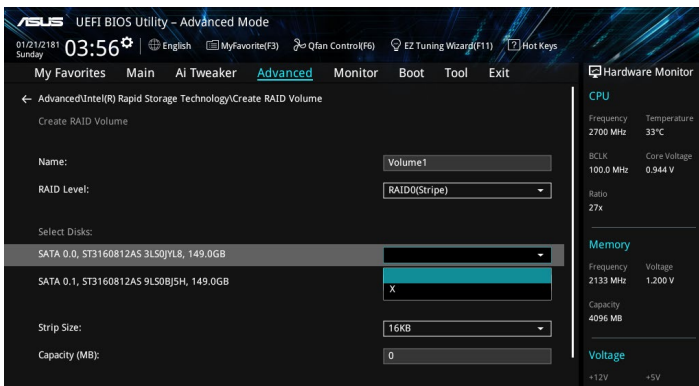 ASUS UEFI BIOS Utility – Advanced Mode
01/21/2181 Sunday 03:56 English MyFavorite(F3) Qfan Control(F6) EZ Tuning Wizard(F11) ? Hot Keys
My Favorites Main Ai Tweaker Advanced Monitor Boot Tool Exit
← Advanced\Intel(R) Rapid Storage Technology\Create RAID Volume
Create RAID Volume
Name: Volume1
RAID Level: RAID0(Stripe)
Select Disks:
SATA 0.0, ST3160812AS 3LS0JYL8, 149.0GB
SATA 0.1, ST3160812AS 9LS0BJ5H, 149.0GB
X
Strip Size: 16KB
Capacity (MB): 0
Hardware Monitor
CPU
Frequency Temperature
2700 MHz 33°C
BCLK Core Voltage
100.0 MHz 0.944 V
Ratio
27x
Memory
Frequency Voltage
2133 MHz 1.200 V
Capacity
4096 MB
Voltage
+12V +5V